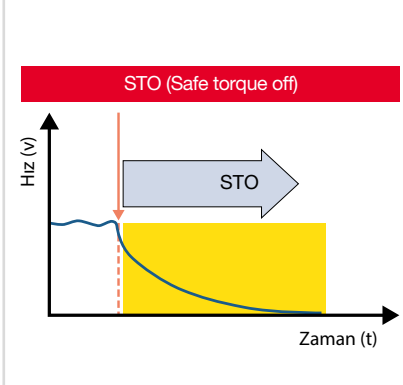 STO (Safe torque off)
Hız (v)
STO
Zaman (t)